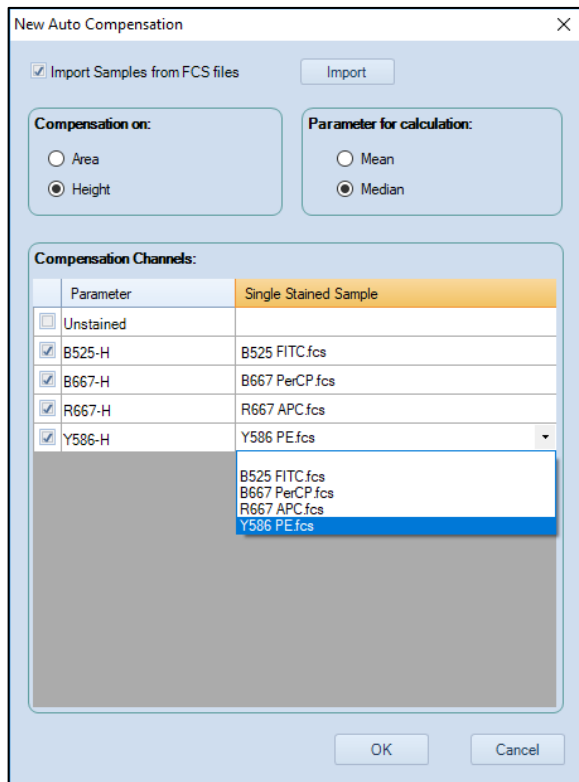 New Auto Compensation
Import Samples from FCS files Import
Compensation on:
Area
Height
Parameter for calculation:
Mean
Median
Compensation Channels:
Parameter Single Stained Sample
Unstained
B525-H B525 FITC.fcs
B667-H B667 PerCP.fcs
R667-H R667 APC.fcs
Y586-H Y586 PE.fcs
B525 FITC.fcs
B667 PerCP.fcs
R667 APC.fcs
Y586 PE.fcs
OK Cancel